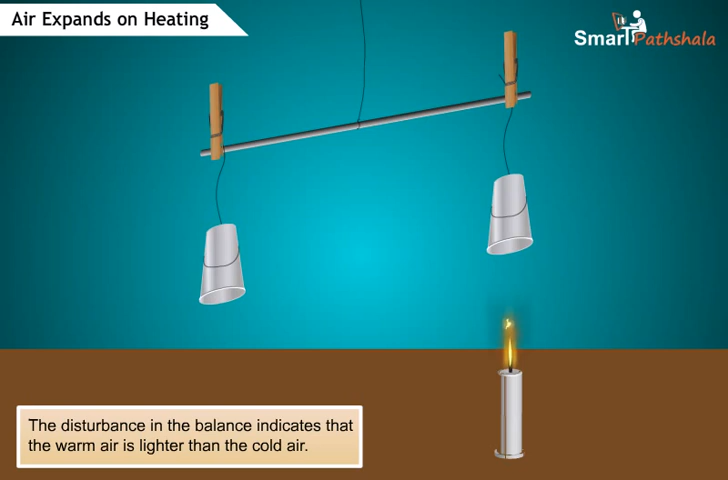 Air Expands on Heating
SmartPathshala
The disturbance in the balance indicates that
the warm air is lighter than the cold air.